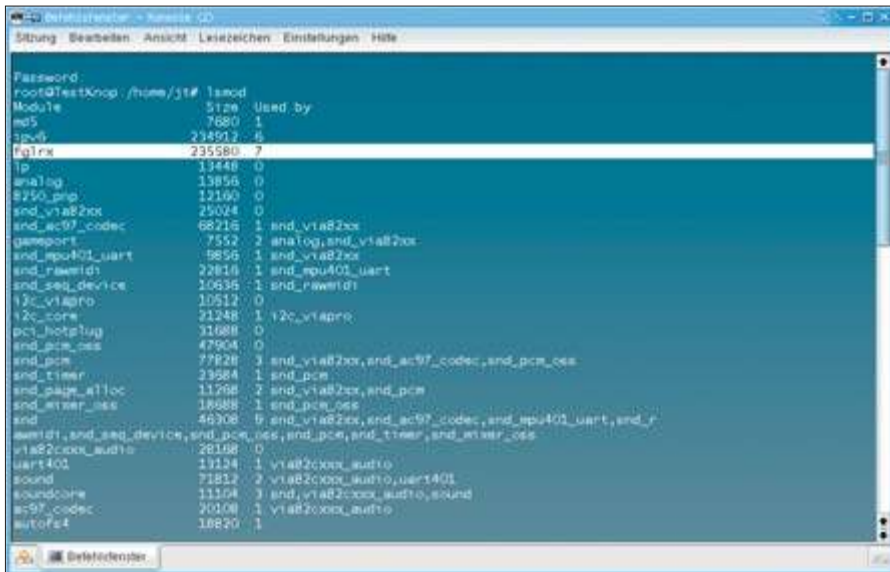 Befehlsfenster - Konsole <2>
Sitzung Bearbeiten Ansicht Lesezeichen Einstellungen Hilfe
Password:
root@TestKnop:/home/jt# lsmod
Module Size Used by
md5 7680 1
ipv6 234912 6
fglrx 235580 7
lp 13448 0
analog 13856 0
8250_pnp 12160 0
snd_via82xx 25024 0
snd_ac97_codec 68216 1 snd_via82xx
gameport 7552 2 analog,snd_via82xx
snd_mpu401_uart 9856 1 snd_via82xx
snd_rawmidi 22816 1 snd_mpu401_uart
snd_seq_device 10636 1 snd_rawmidi
i2c_viapro 10512 0
i2c_core 21248 1 i2c_viapro
pci_hotplug 31688 0
snd_pcm_oss 47904 0
snd_pcm 77828 3 snd_via82xx,snd_ac97_codec,snd_pcm_oss
snd_timer 23684 1 snd_pcm
snd_page_alloc 11268 2 snd_via82xx,snd_pcm
snd_mixer_oss 18688 1 snd_pcm_oss
snd 46308 9 snd_via82xx,snd_ac97_codec,snd_mpu401_uart,snd_r
awmidi,snd_seq_device,snd_pcm_oss,snd_pcm,snd_timer,snd_mixer_oss
via82cxxx_audio 28168 0
uart401 13124 1 via82cxxx_audio
sound 71812 2 via82cxxx_audio,uart401
soundcore 11104 3 snd,via82cxxx_audio,sound
ac97_codec 20108 1 via82cxxx_audio
autofs4 18820 1
Befehlsfenster